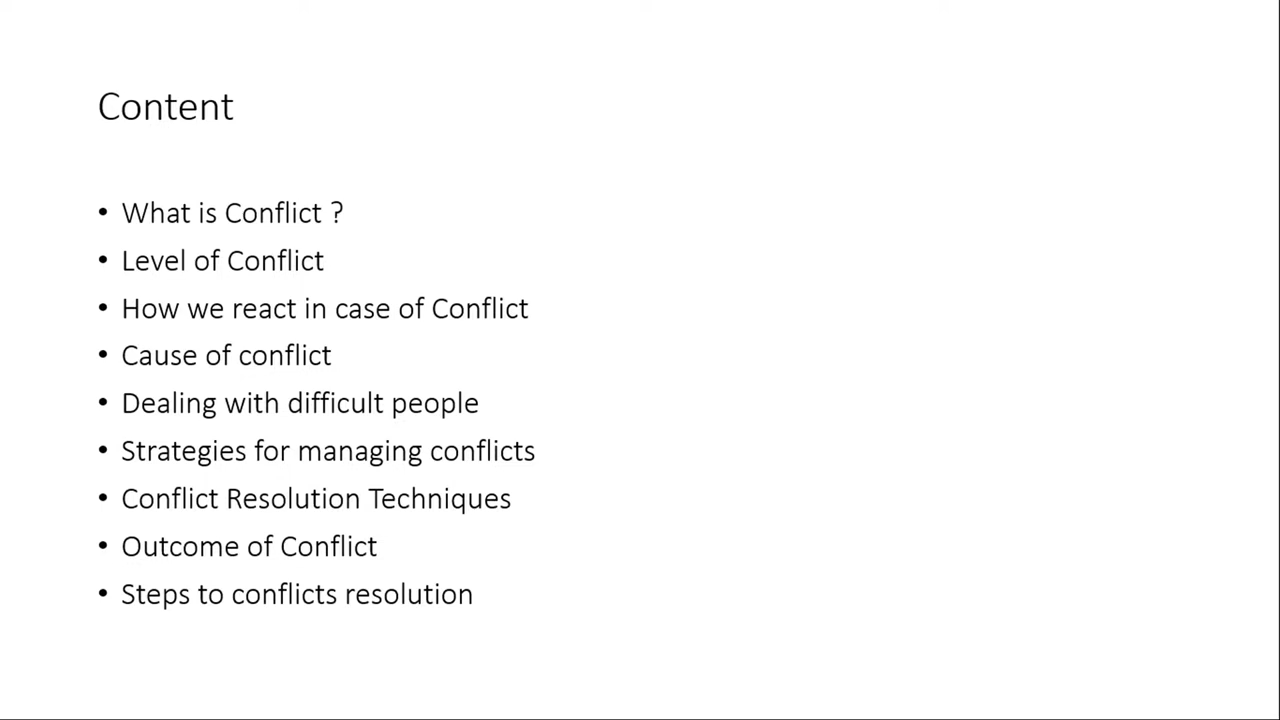 Content
• What is Conflict ?
• Level of Conflict
• How we react in case of Conflict
• Cause of conflict
• Dealing with difficult people
• Strategies for managing conflicts
• Conflict Resolution Techniques
• Outcome of Conflict
• Steps to conflicts resolution